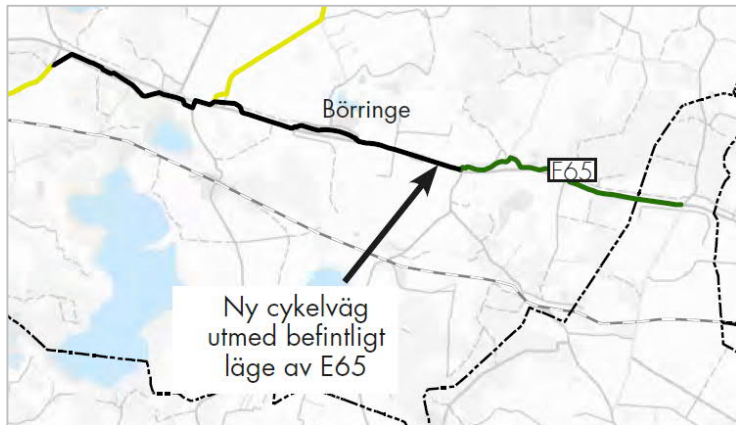 Börringe
E65
Ny cykelväg
utmed befintligt
läge av E65